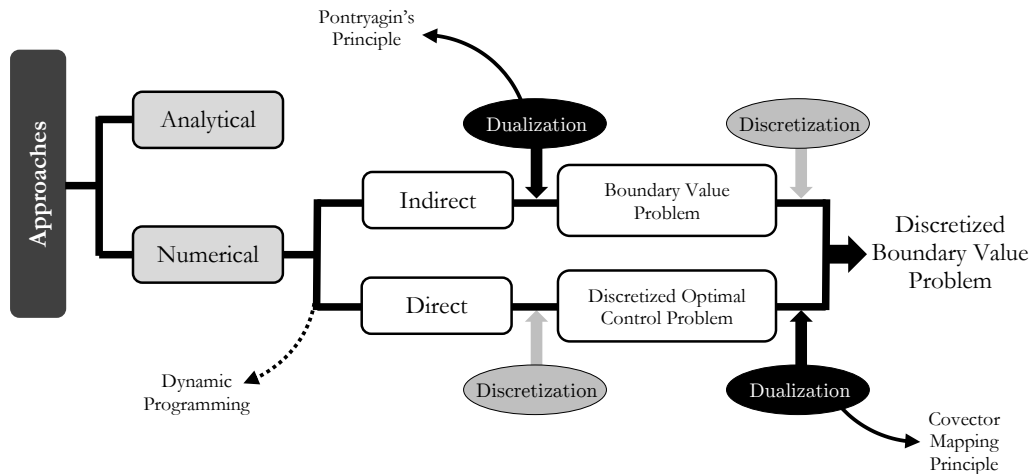 Approaches
Analytical
Numerical
Pontryagin's
Principle
Dualization
Discretization
Indirect
Boundary Value
Problem
Direct
Discretized Optimal
Control Problem
Discretized
Boundary Value
Problem
Dynamic
Programming
Discretization
Dualization
Covector
Mapping
Principle